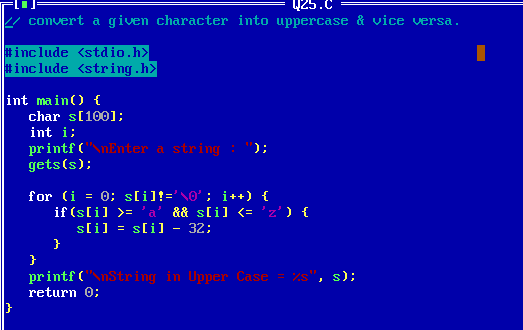 [■] Q25.C
// convert a given character into uppercase & vice versa.
#include <stdio.h>
#include <string.h>
int main() {
char s[100];
int i;
printf("\nEnter a string : ");
gets(s);
for (i = 0; s[i]!='\0'; i++) {
if(s[i] >= 'a' && s[i] <= 'z') {
s[i] = s[i] - 32;
}
}
printf("\nString in Upper Case = %s", s);
return 0;
}